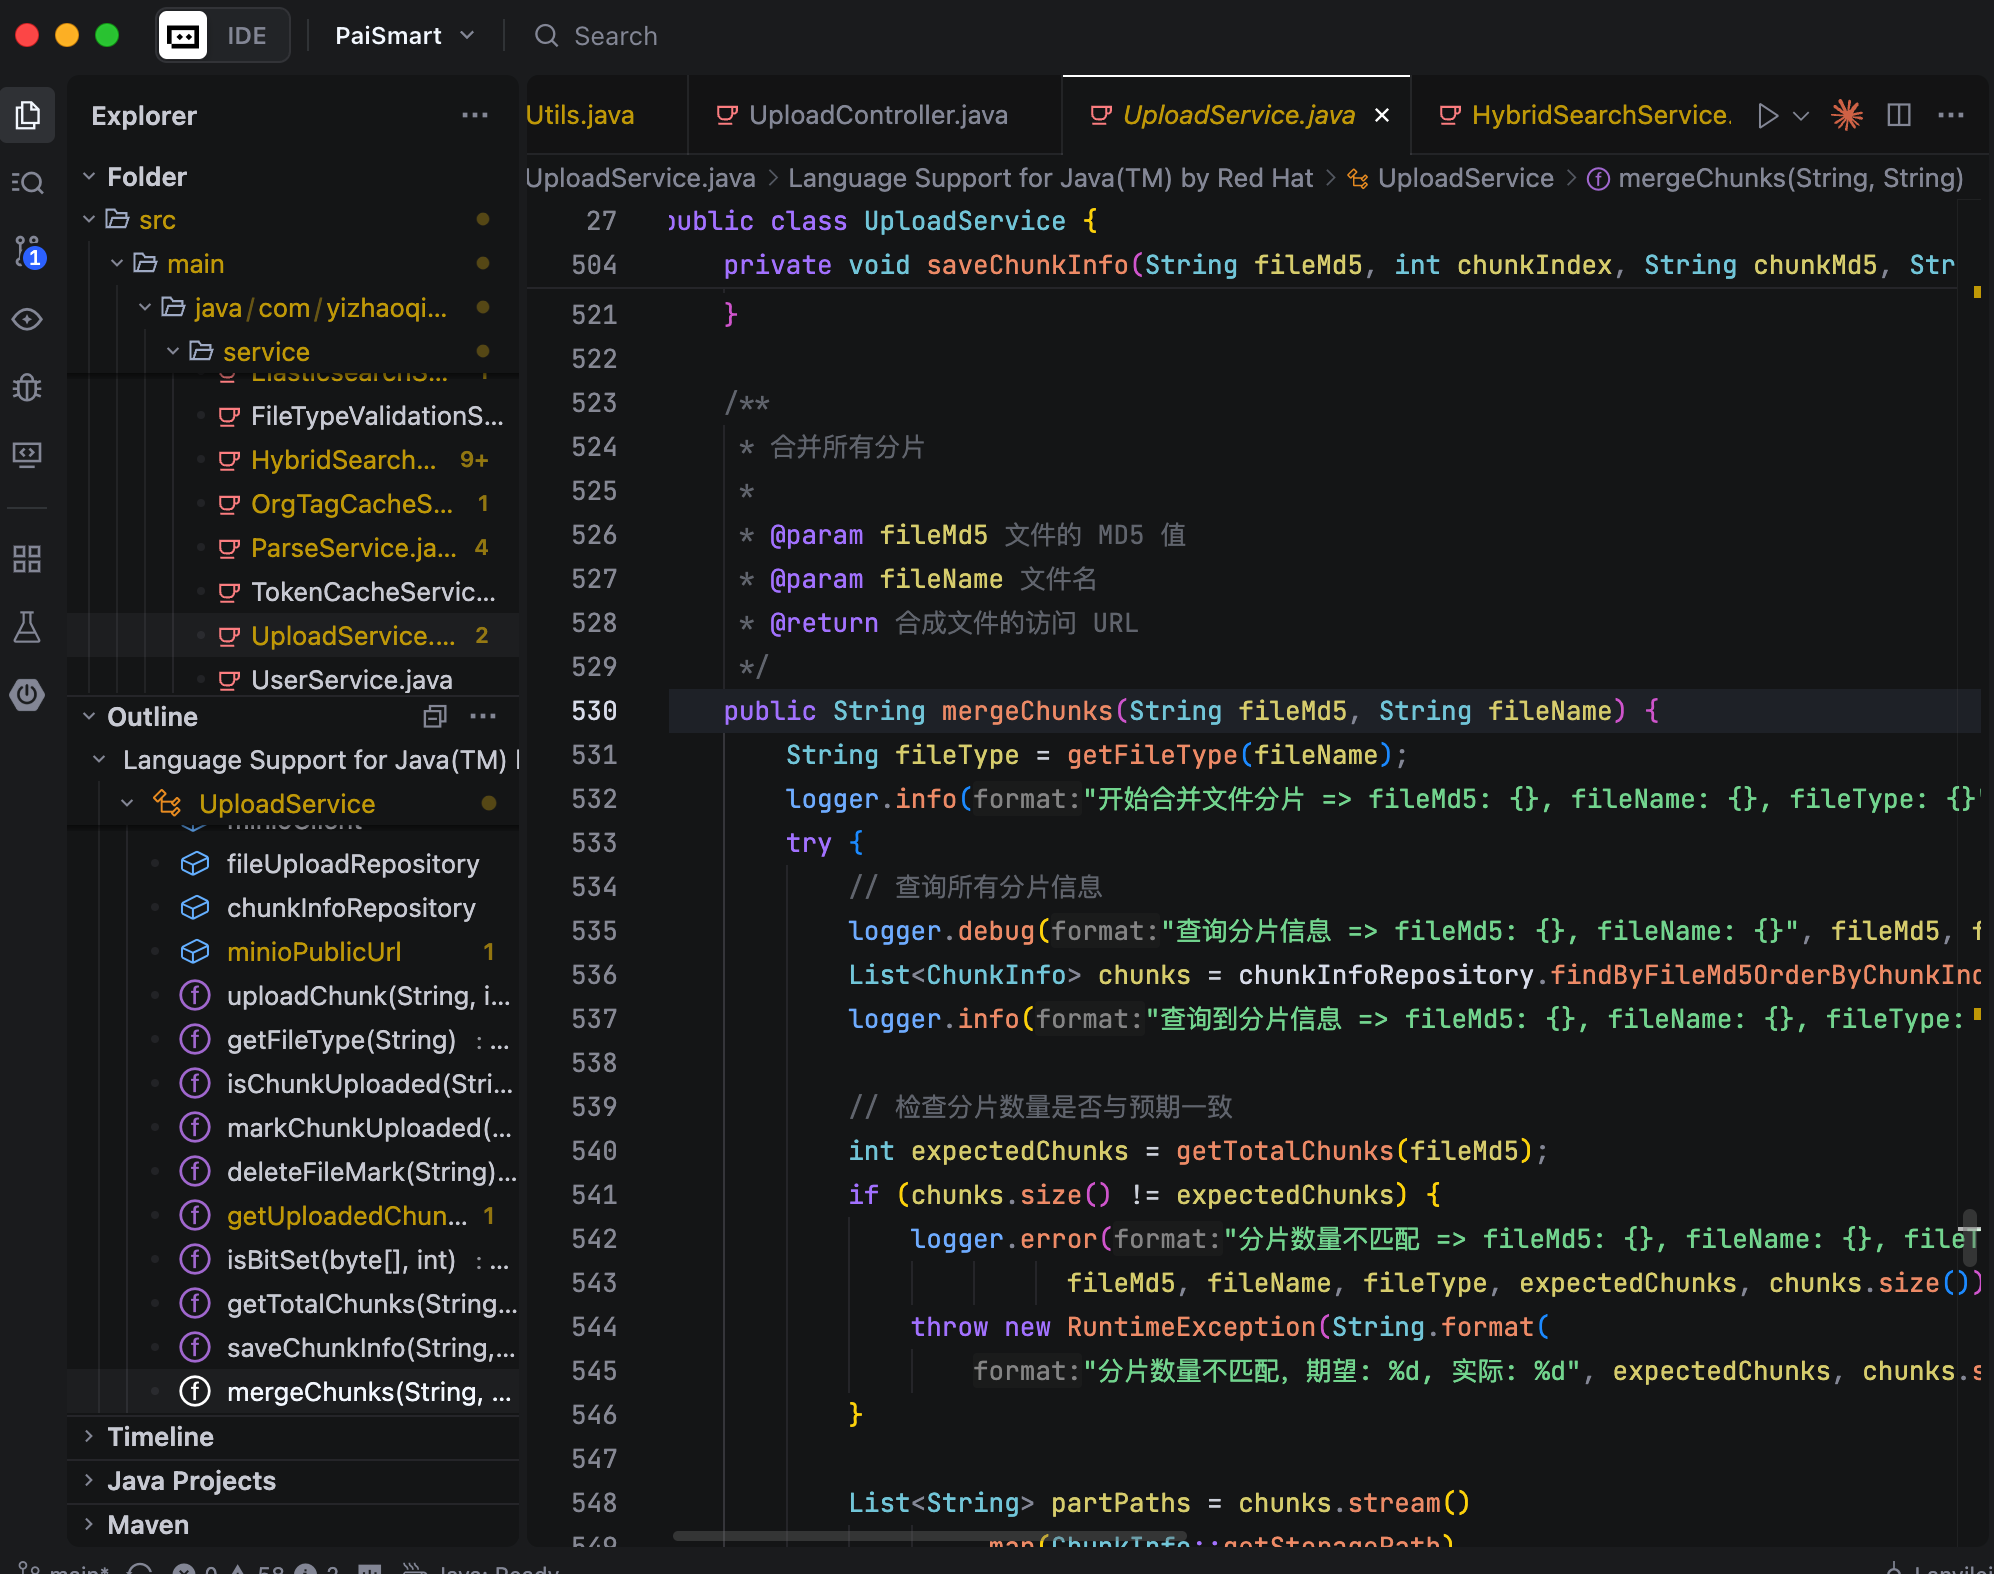 IDE
PaiSmart
Search
Explorer
Folder
src
main
java/com/yizhaoqi...
service
FileTypeValidationS...
HybridSearch... 9+
OrgTagCacheS... 1
ParseService.ja... 4
TokenCacheServic...
UploadService.... 2
UserService.java
Outline
Language Support for Java(TM)
UploadService
fileUploadRepository
chunkInfoRepository
minioPublicUrl 1
uploadChunk(String, i...
getFileType(String) : ...
isChunkUploaded(Stri...
markChunkUploaded(...
deleteFileMark(String)...
getUploadedChun... 1
isBitSet(byte[], int) : ...
getTotalChunks(String...
saveChunkInfo(String,...
mergeChunks(String, ...
Timeline
Java Projects
Maven
1
Utils.java
UploadController.java
UploadService.java
HybridSearchService.
UploadService.java > Language Support for Java(TM) by Red Hat > UploadService > mergeChunks(String, String)
27 public class UploadService {
504 private void saveChunkInfo(String fileMd5, int chunkIndex, String chunkMd5, Str
521 }
522
523 /**
524 * 合并所有分片
525 *
526 * @param fileMd5 文件的 MD5 值
527 * @param fileName 文件名
528 * @return 合成文件的访问 URL
529 */
530 public String mergeChunks(String fileMd5, String fileName) {
531 String fileType = getFileType(fileName);
532 logger.info(format:"开始合并文件分片 => fileMd5: {}, fileName: {}, fileType: {}"
533 try {
534 // 查询所有分片信息
535 logger.debug(format:"查询分片信息 => fileMd5: {}, fileName: {}", fileMd5, f
536 List<ChunkInfo> chunks = chunkInfoRepository.findByFileMd5OrderByChunkInd
537 logger.info(format:"查询到分片信息 => fileMd5: {}, fileName: {}, fileType:
538
539 // 检查分片数量是否与预期一致
540 int expectedChunks = getTotalChunks(fileMd5);
541 if (chunks.size() != expectedChunks) {
542 logger.error(format:"分片数量不匹配 => fileMd5: {}, fileName: {}, fileT
543 fileMd5, fileName, fileType, expectedChunks, chunks.size())
544 throw new RuntimeException(String.format(
545 format:"分片数量不匹配, 期望: %d, 实际: %d", expectedChunks, chunks.s
546 }
547
548 List<String> partPaths = chunks.stream()
549 .map(ChunkInfo::getStoragePath)
main*
Java: Ready